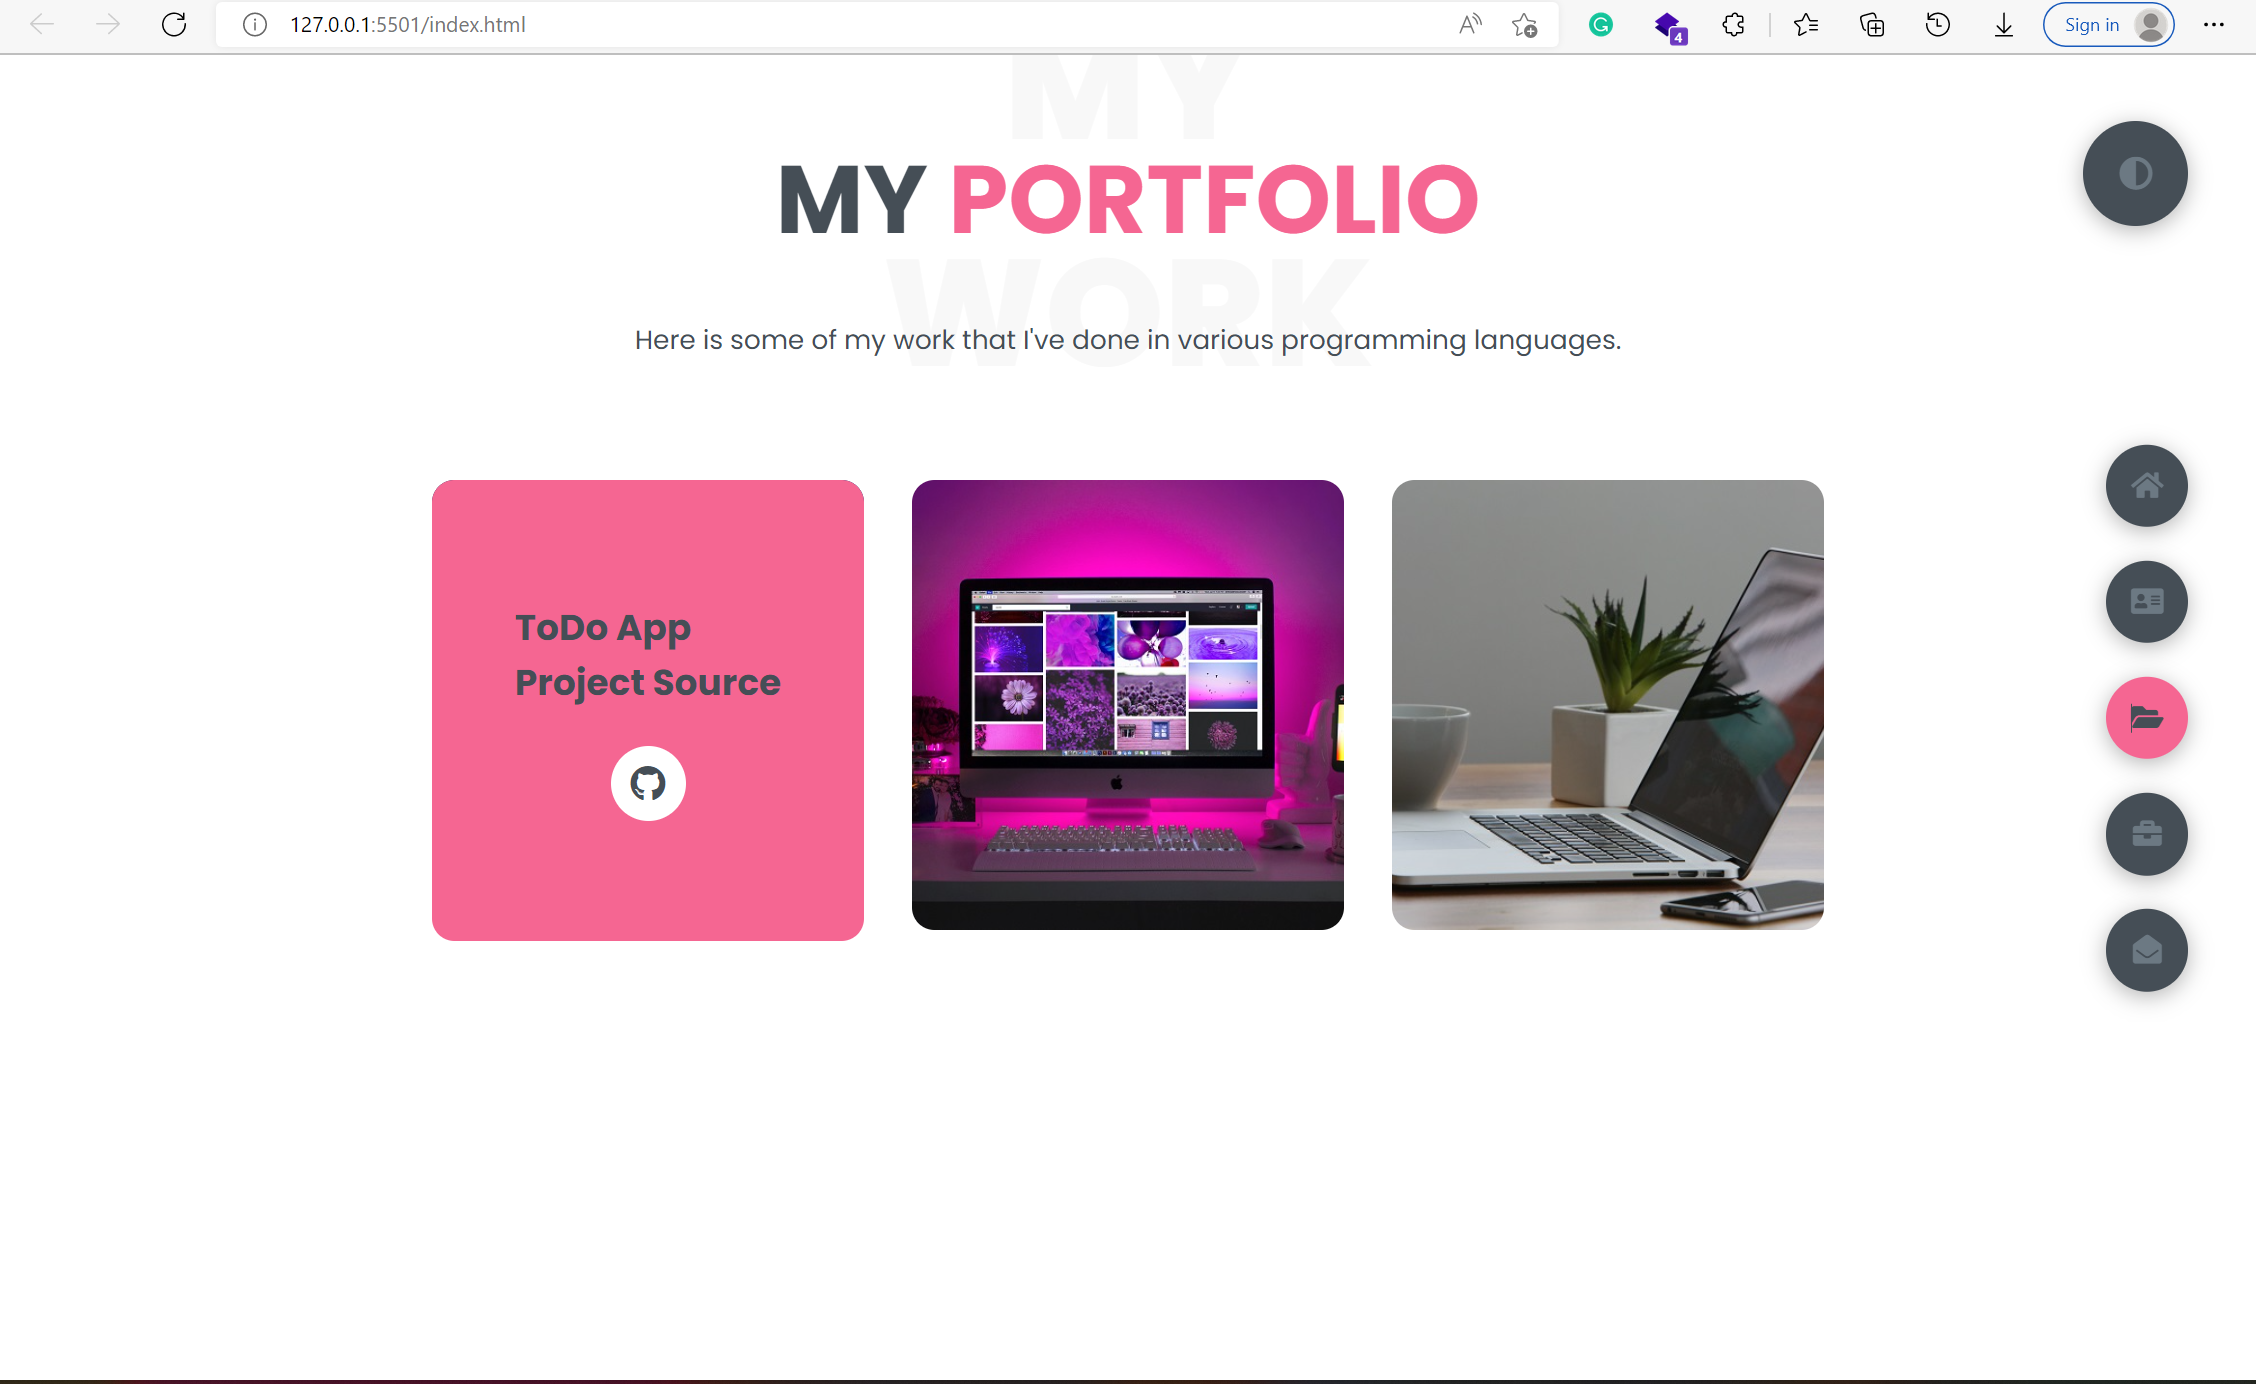 127.0.0.1:5501/index.html
4
Sign in
MY
MY PORTFOLIO
WORK
Here is some of my work that I've done in various programming languages.
ToDo App
Project Source